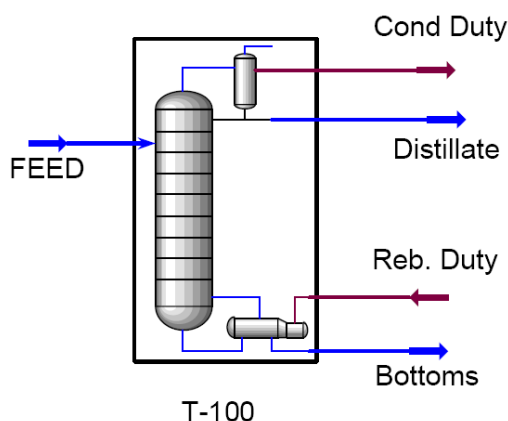 Cond Duty
Distillate
FEED
Reb. Duty
Bottoms
T-100